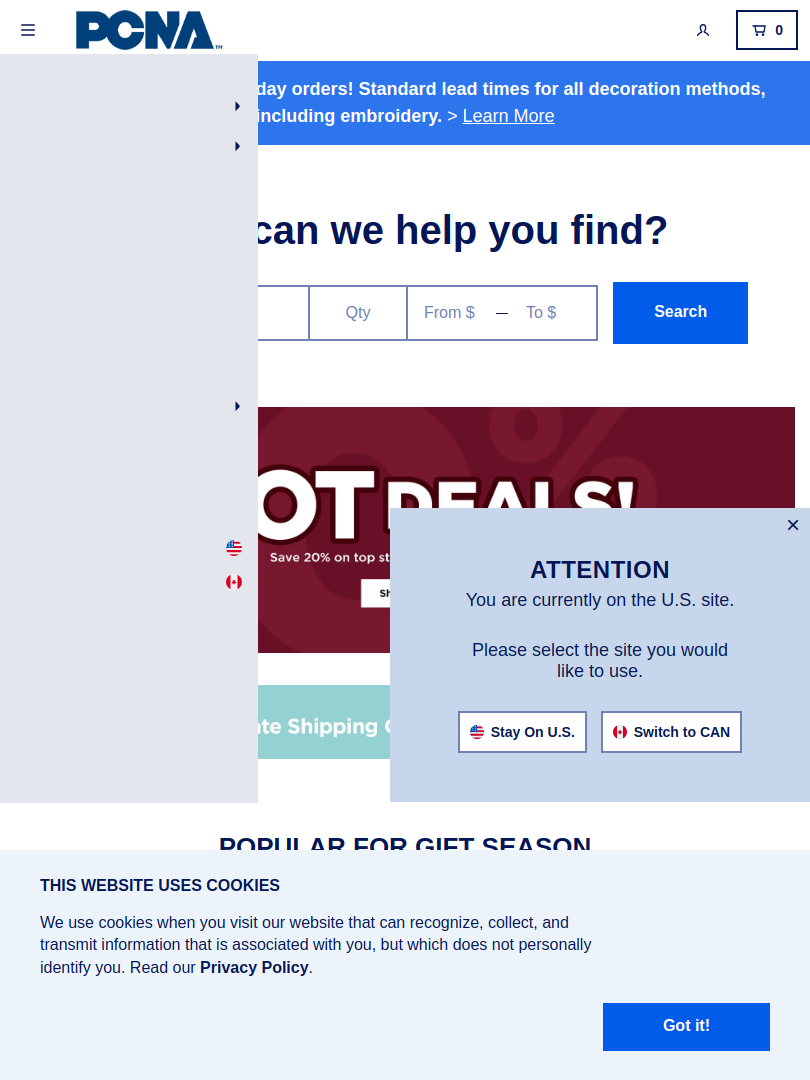 PCNA™
0
day orders! Standard lead times for all decoration methods,
including embroidery. > Learn More
can we help you find?
Qty
From $ — To $
Search
OT DEALS!
Save 20% on top
ATTENTION
You are currently on the U.S. site.
Please select the site you would
like to use.
Stay On U.S.
Switch to CAN
Shipping
POPULAR FOR GIFT SEASON
THIS WEBSITE USES COOKIES
We use cookies when you visit our website that can recognize, collect, and
transmit information that is associated with you, but which does not personally
identify you. Read our Privacy Policy.
Got it!